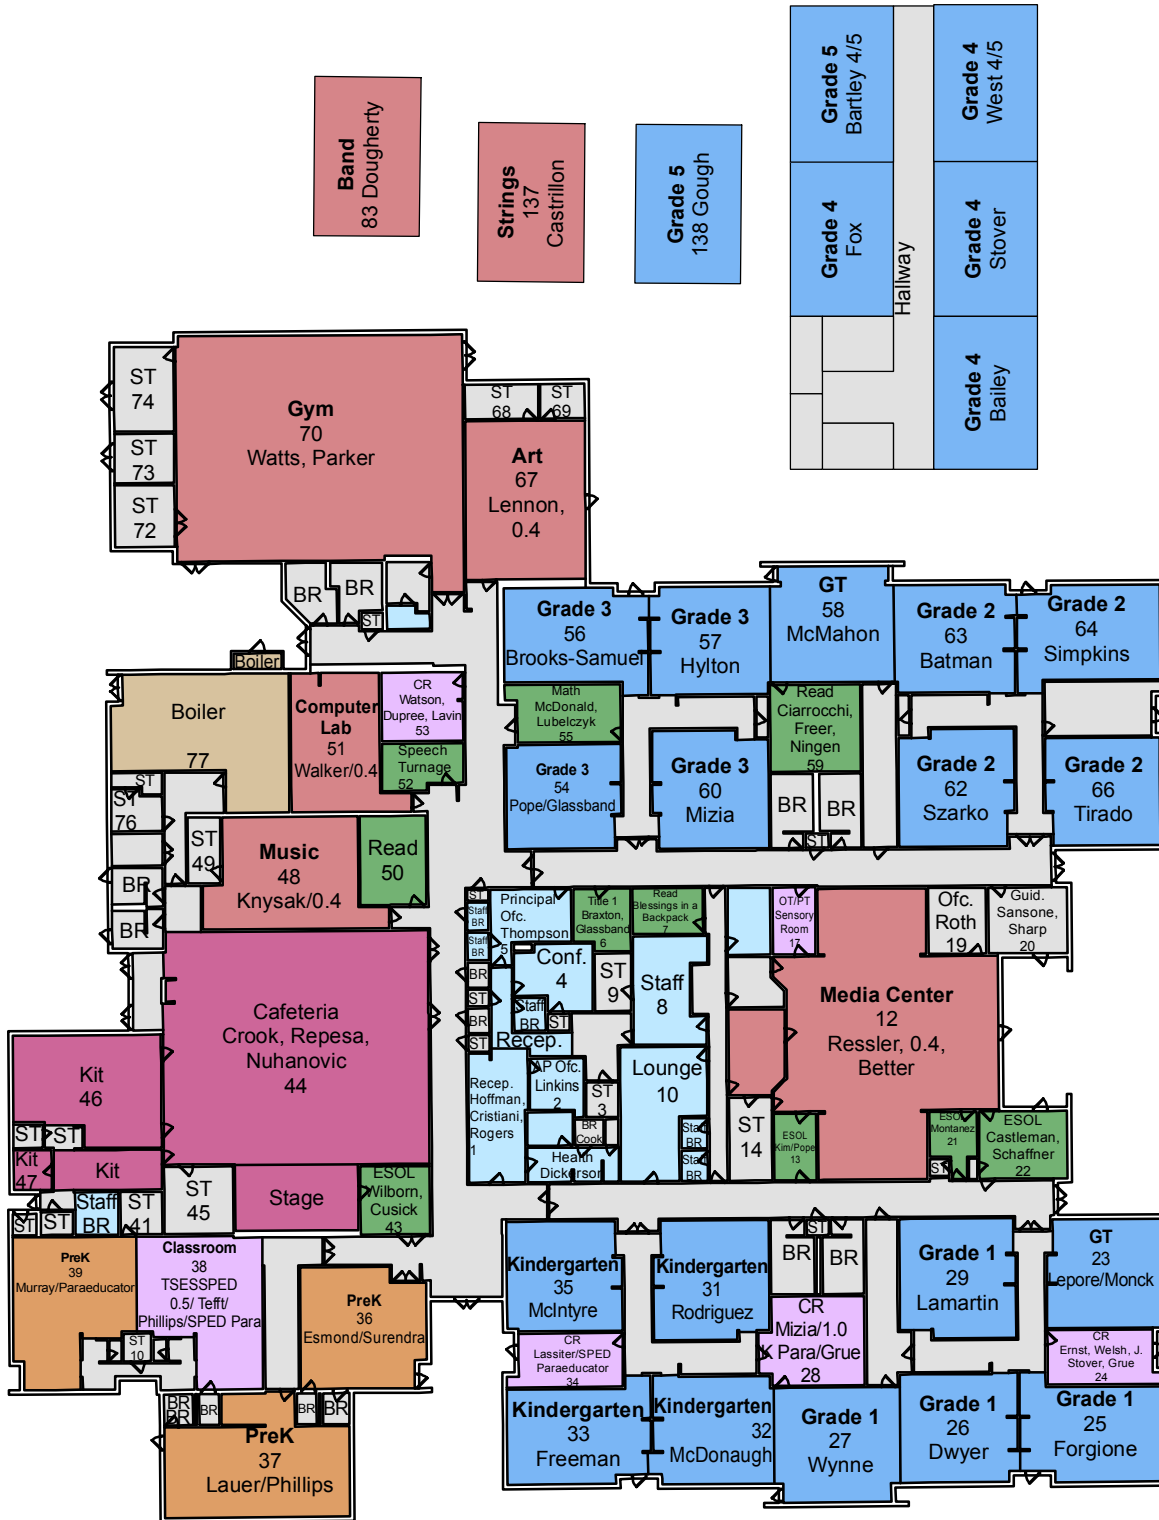 Grade 5
Bartley 4/5
Grade 4
West 4/5
Band
83 Dougherty
Strings
137
Castrillon
Grade 5
138 Gough
Grade 4
Fox
Hallway
Grade 4
Stover
Grade 4
Bailey
ST
74
ST
73
ST
72
Gym
70
Watts, Parker
ST
68
ST
69
Art
67
Lennon,
0.4
BR
BR
ST
Grade 3
56
Brooks-Samuel
Grade 3
57
Hylton
GT
58
McMahon
Grade 2
63
Batman
Grade 2
64
Simpkins
Boiler
Boiler
77
Computer
Lab
51
Walker/0.4
CR
Watson,
Dupree, Lavin
53
Speech
Turnage
52
Math
McDonald,
Lubelczyk
55
Grade 3
54
Pope/Glassband
Grade 3
60
Mizia
Read
Ciarrocchi,
Freer,
Ningen
59
BR
BR
ST
Grade 2
62
Szarko
Grade 2
66
Tirado
ST
ST
76
ST
49
BR
BR
Music
48
Knysak/0.4
Read
50
ST
Staff
BR
Staff
BR
BR
ST
BR
ST
Principal
Ofc.
Thompson
5
Title 1
Braxton,
Glassband
6
Read
Blessings in a
Backpack
7
Conf.
4
ST
9
Staff
8
Staff
BR
ST
Recep.
OT/PT
Sensory
Room
17
Ofc.
Roth
19
Guid.
Sansone,
Sharp
20
Media Center
12
Ressler, 0.4,
Better
Cafeteria
Crook, Repesa,
Nuhanovic
44
Kit
46
ST
ST
Kit
47
Kit
Recep.
Hoffman,
Cristiani,
Rogers
1
AP Ofc.
Linkins
2
ST
3
BR
Cook
Health
Dickerson
Lounge
10
Staff
BR
Staff
BR
ST
14
ESOL
Kim/Pope
13
ESOL
Montanez
21
ST
ESOL
Castleman,
Schaffner
22
ST
ST
Staff
BR
ST
41
ST
45
Stage
ESOL
Wilborn,
Cusick
43
PreK
39
Murray/Paraeducator
Classroom
38
TSESSPED
0.5/ Tefft/
Phillips/SPED Para
PreK
36
Esmond/Surendra
ST
10
BR
BR
BR
BR
BR
PreK
37
Lauer/Phillips
Kindergarten
35
McIntyre
Kindergarten
31
Rodriguez
ST
BR
BR
Grade 1
29
Lamartin
GT
23
Lepore/Monck
CR
Lassiter/SPED
Paraeducator
34
CR
Mizia/1.0
K Para/Grue
28
CR
Ernst, Welsh, J.
Stover, Grue
24
Kindergarten
33
Freeman
Kindergarten
32
McDonaugh
Grade 1
27
Wynne
Grade 1
26
Dwyer
Grade 1
25
Forgione